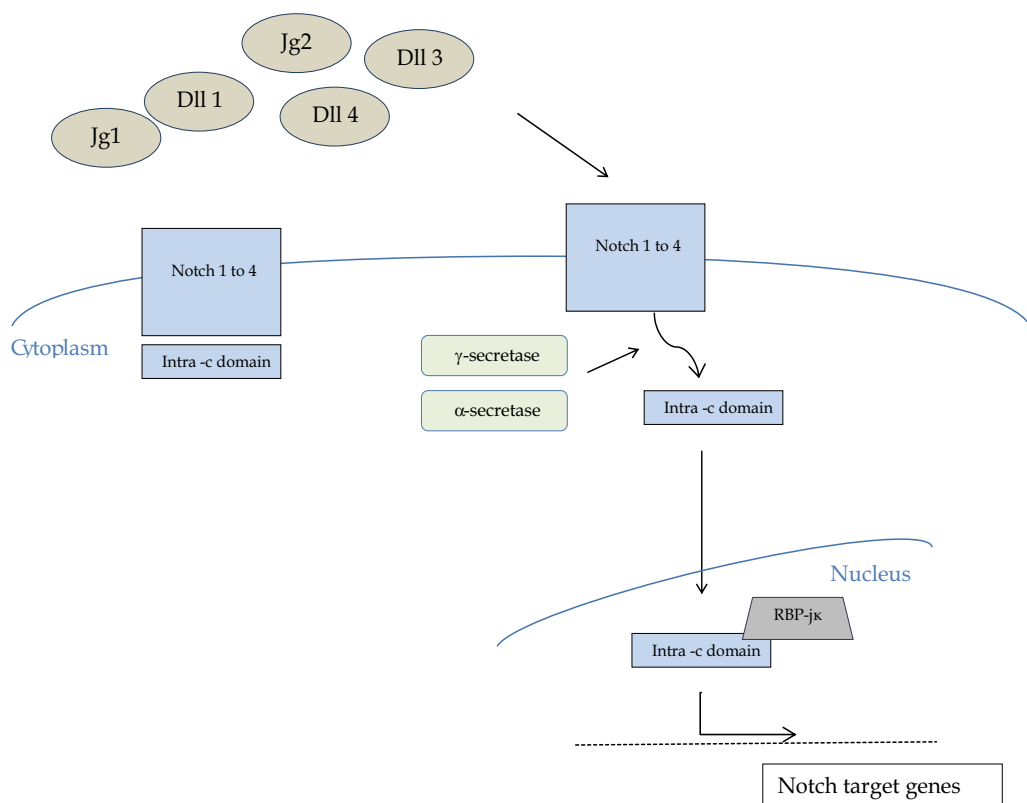 Jg2
Dll 3
Dll 1
Dll 4
Jg1
Notch 1 to 4
Notch 1 to 4
Cytoplasm
Intra -c domain
γ-secretase
α-secretase
Intra -c domain
Nucleus
RBP-jκ
Intra -c domain
Notch target genes